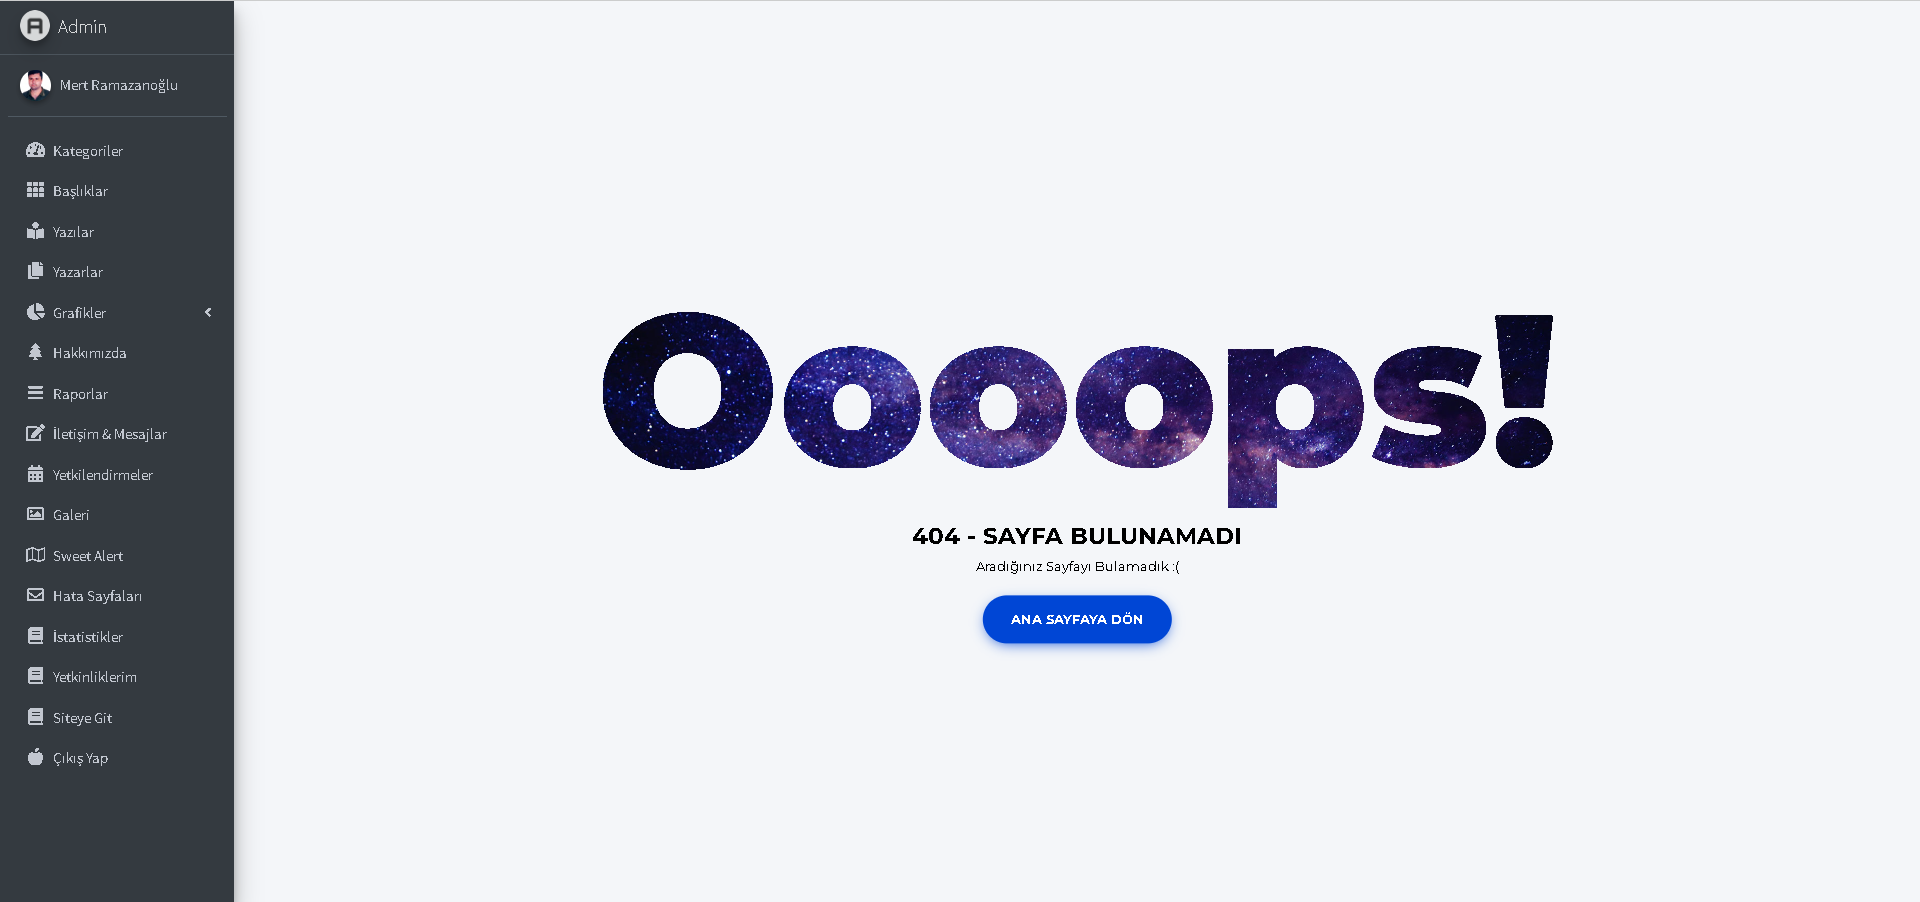 Admin
Mert Ramazanoğlu
Kategoriler
Başlıklar
Yazılar
Yazarlar
Grafikler
Hakkımızda
Raporlar
İletişim & Mesajlar
Yetkilendirmeler
Galeri
Sweet Alert
Hata Sayfaları
İstatistikler
Yetkinliklerim
Siteye Git
Çıkış Yap
Oooops!
404 - SAYFA BULUNAMADI
Aradığınız Sayfayı Bulamadık :(
ANA SAYFAYA DÖN